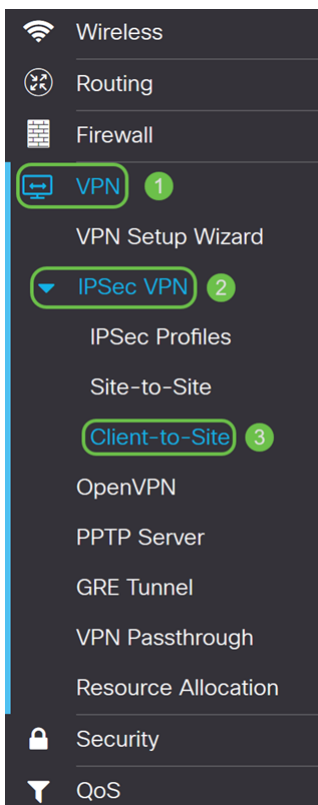 Wireless
Routing
Firewall
VPN 1
VPN Setup Wizard
IPSec VPN 2
IPSec Profiles
Site-to-Site
Client-to-Site 3
OpenVPN
PPTP Server
GRE Tunnel
VPN Passthrough
Resource Allocation
Security
QoS